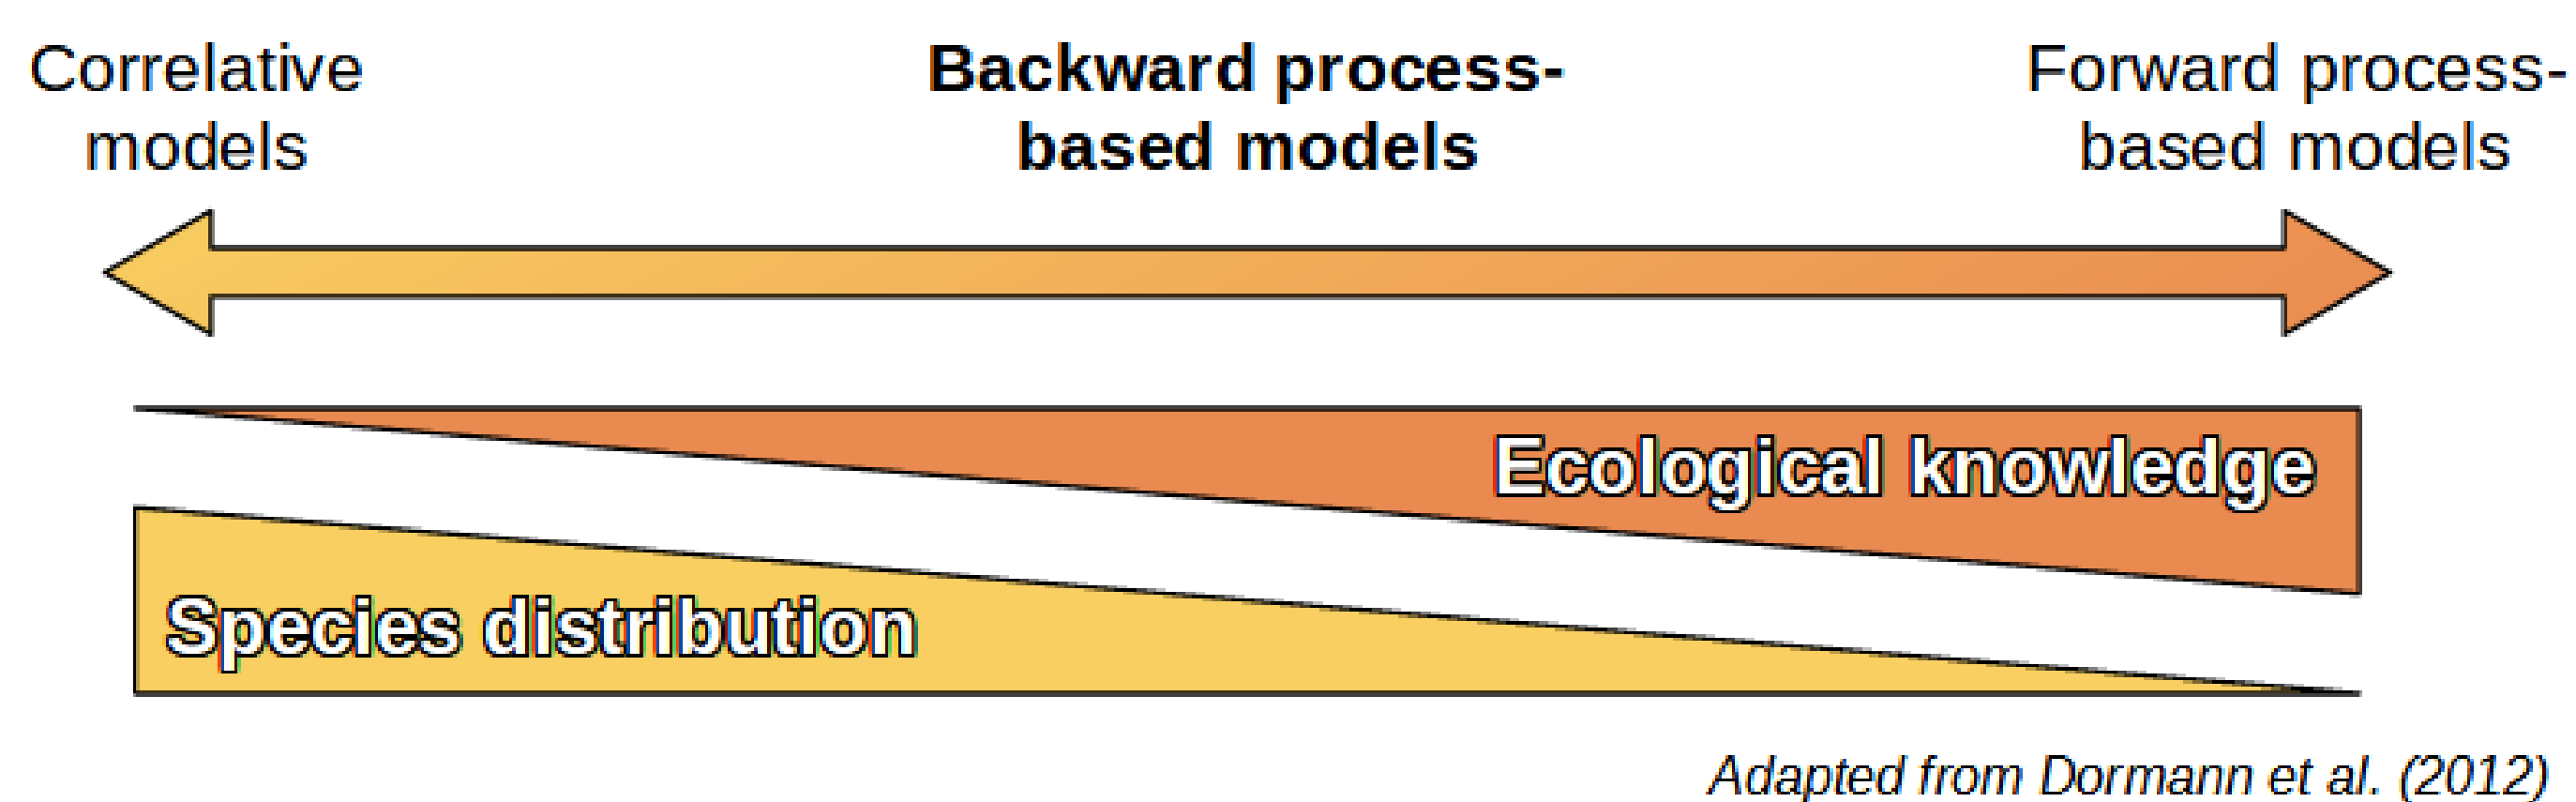 Correlative
models
Backward process-
based models
Forward process-
based models
Ecological knowledge
Species distribution
Adapted from Dormann et al. (2012)